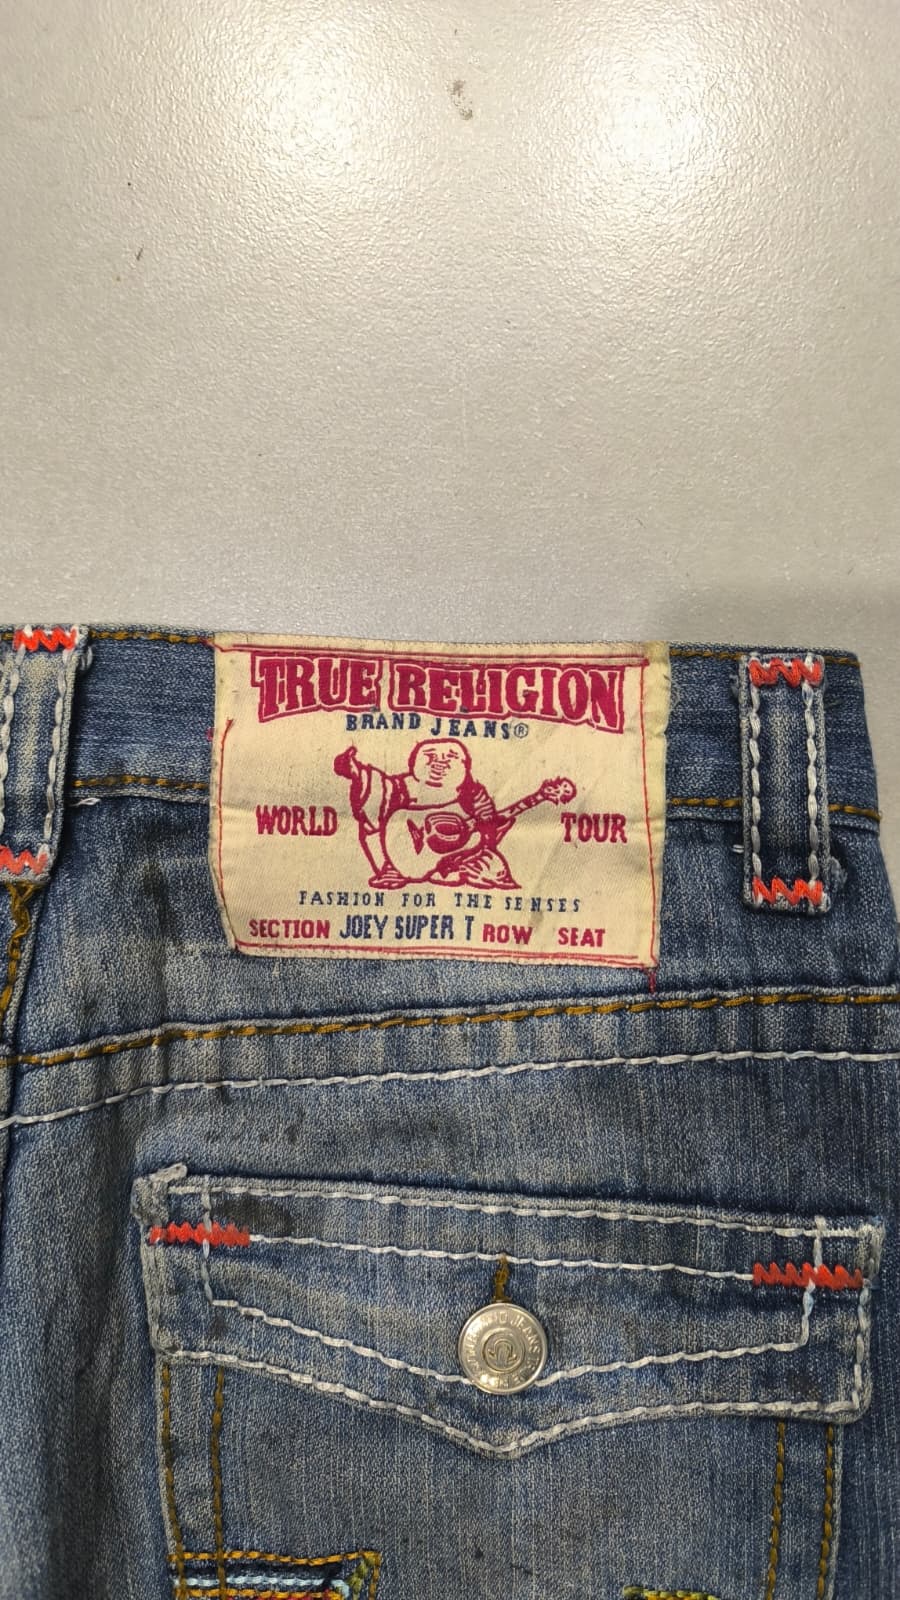 TRUE RELIGION
BRAND JEANS®
WORLD TOUR
FASHION FOR THE SENSES
SECTION JOEY SUPER T ROW SEAT